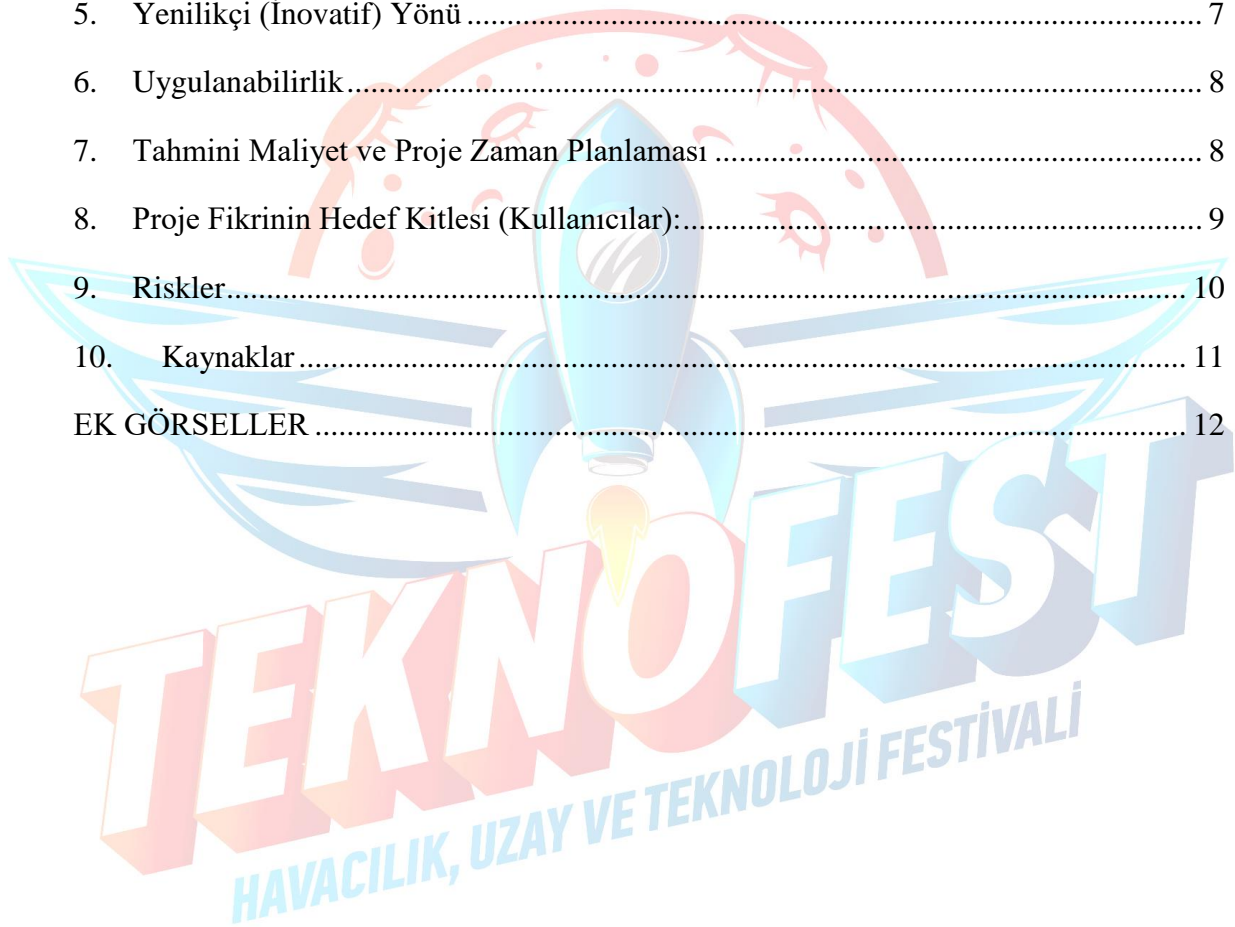 5. Yenilikçi (İnovatif) Yönü ........................................ 7
6. Uygulanabilirlik ........................................ 8
7. Tahmini Maliyet ve Proje Zaman Planlaması ........................................ 8
8. Proje Fikrinin Hedef Kitlesi (Kullanıcılar): ........................................ 9
9. Riskler ........................................ 10
10. Kaynaklar ........................................ 11
EK GÖRSELLER ........................................ 12
TEKNOFEST
HAVACILIK, UZAY VE TEKNOLOJİ FESTİVALİ